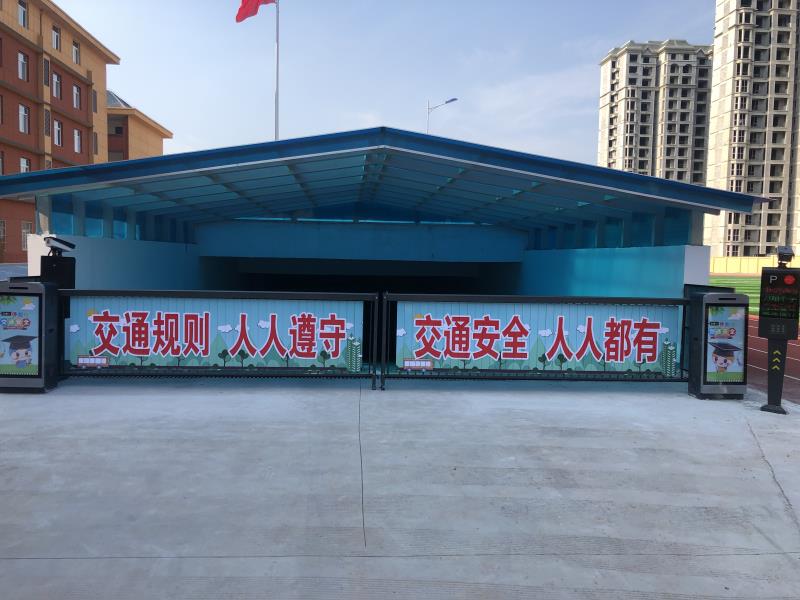 交通规则 人人遵守
交通安全 人人都有
P